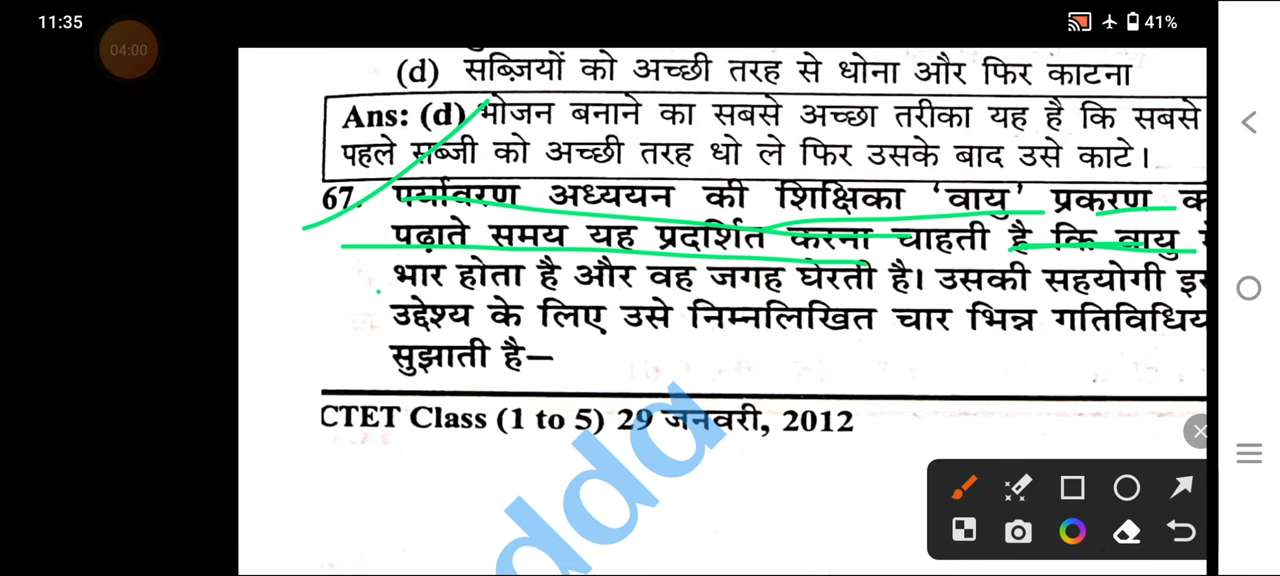 11:35
41%
04:00
(d) सब्ज़ियों को अच्छी तरह से धोना और फिर काटना
Ans: (d) भोजन बनाने का सबसे अच्छा तरीका यह है कि सबसे
पहले सब्जी को अच्छी तरह धो ले फिर उसके बाद उसे काटे।
67. पर्यावरण अध्ययन की शिक्षिका 'वायु' प्रकरण
पढ़ाते समय यह प्रदर्शित करना चाहती है कि वायु
भार होता है और वह जगह घेरती है। उसकी सहयोगी
उद्देश्य के लिए उसे निम्नलिखित चार भिन्न
सुझाती है–
CTET Class (1 to 5) 29 जनवरी, 2012